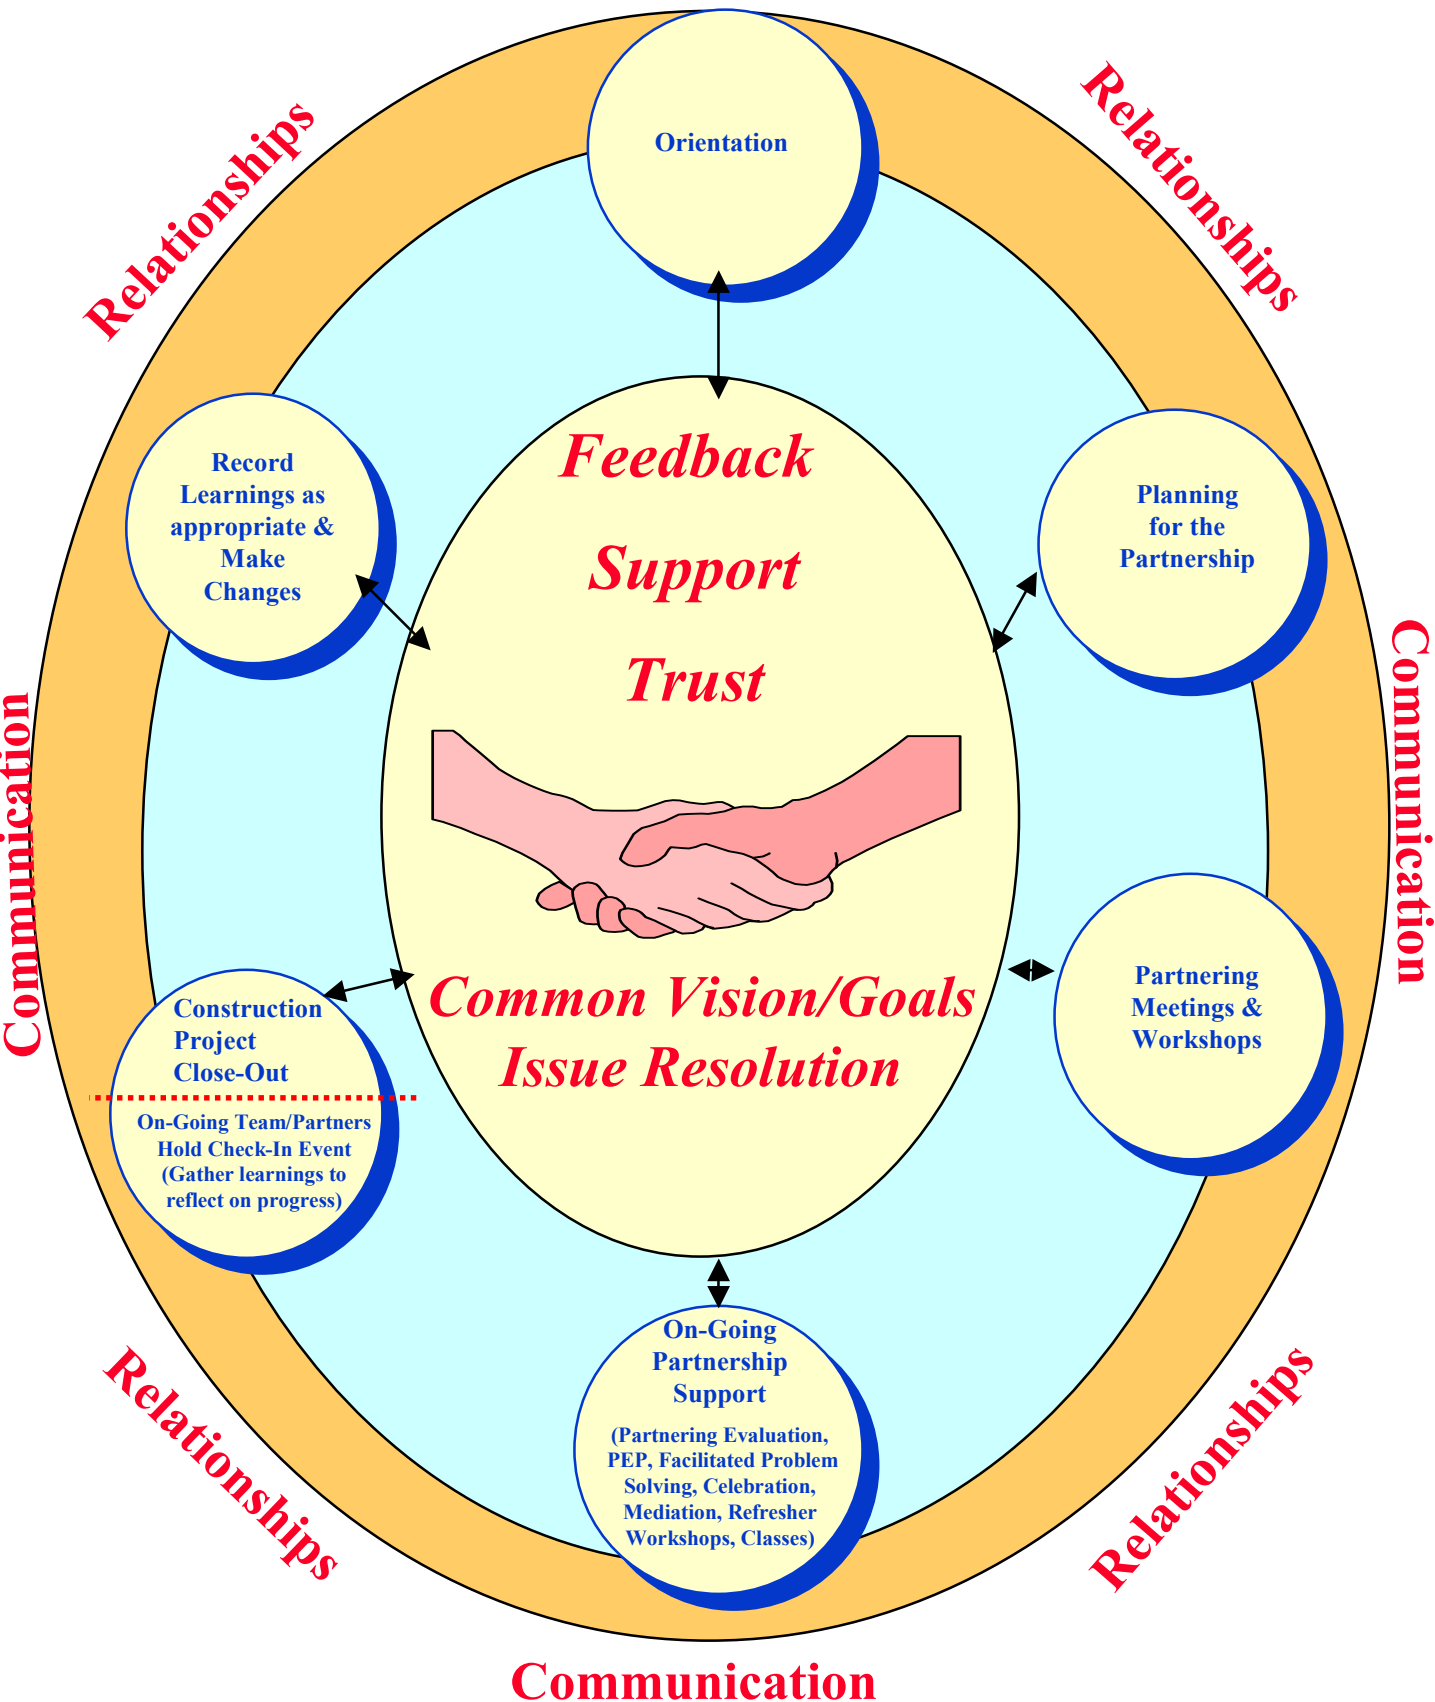 Relationships
Relationships
Orientation
Feedback
Support
Trust
Record
Learnings as
appropriate &
Make
Changes
Planning
for the
Partnership
Communication
Communication
Common Vision/Goals
Issue Resolution
Partnering
Meetings &
Workshops
Construction
Project
Close-Out
On-Going Team/Partners
Hold Check-In Event
(Gather learnings to
reflect on progress)
On-Going
Partnership
Support
(Partnering Evaluation,
PEP, Facilitated Problem
Solving, Celebration,
Mediation, Refresher
Workshops, Classes)
Relationships
Relationships
Communication